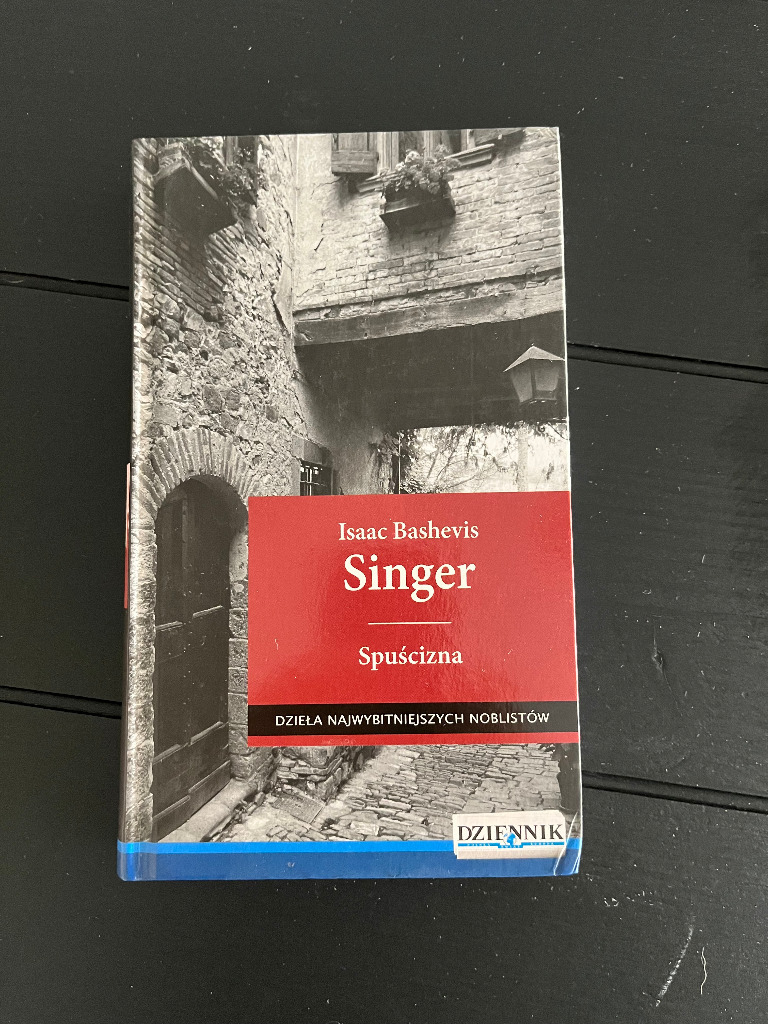 Isaac Bashevis
Singer
Spuścizna
DZIEŁA NAJWYBITNIEJSZYCH NOBLISTÓW
DZIENNIK